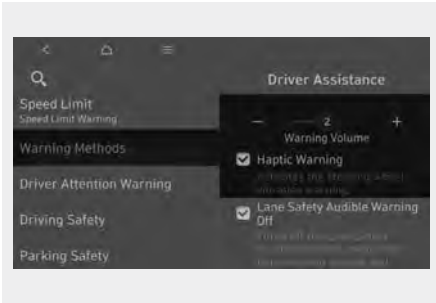 Driver Assistance
Speed Limit
Speed Limit Warning
Warning Methods
Driver Attention Warning
Driving Safety
Parking Safety
− 2 +
Warning Volume
Haptic Warning
Lane Safety Audible Warning
Off